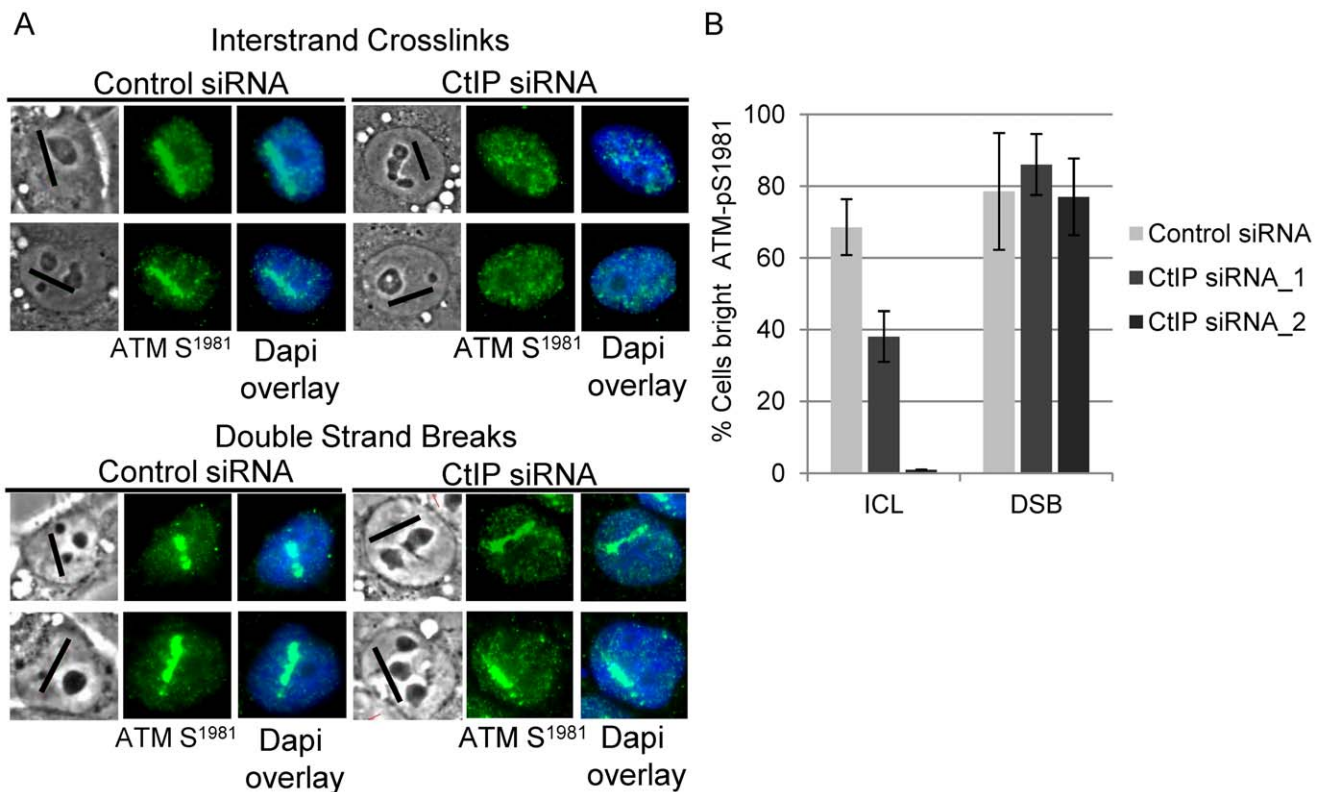 A
Interstrand Crosslinks
Control siRNA CtIP siRNA
ATM S1981 Dapi overlay ATM S1981 Dapi overlay
Double Strand Breaks
Control siRNA CtIP siRNA
ATM S1981 Dapi overlay ATM S1981 Dapi overlay
B
% Cells bright ATM-pS1981
100
80
60
40
20
0
ICL DSB
Control siRNA
CtIP siRNA_1
CtIP siRNA_2